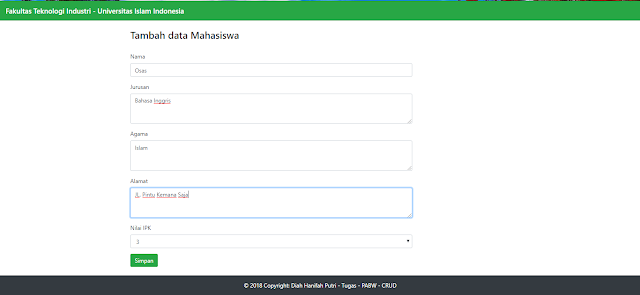 Fakultas Teknologi Industri - Universitas Islam Indonesia
Tambah data Mahasiswa
Nama
Osas
Jurusan
Bahasa Inggris
Agama
Islam
Alamat
JL. Pintu Kemana Saja
Nilai IPK
3
Simpan
© 2018 Copyright: Diah Hanifah Putri - Tugas - PABW - CRUD